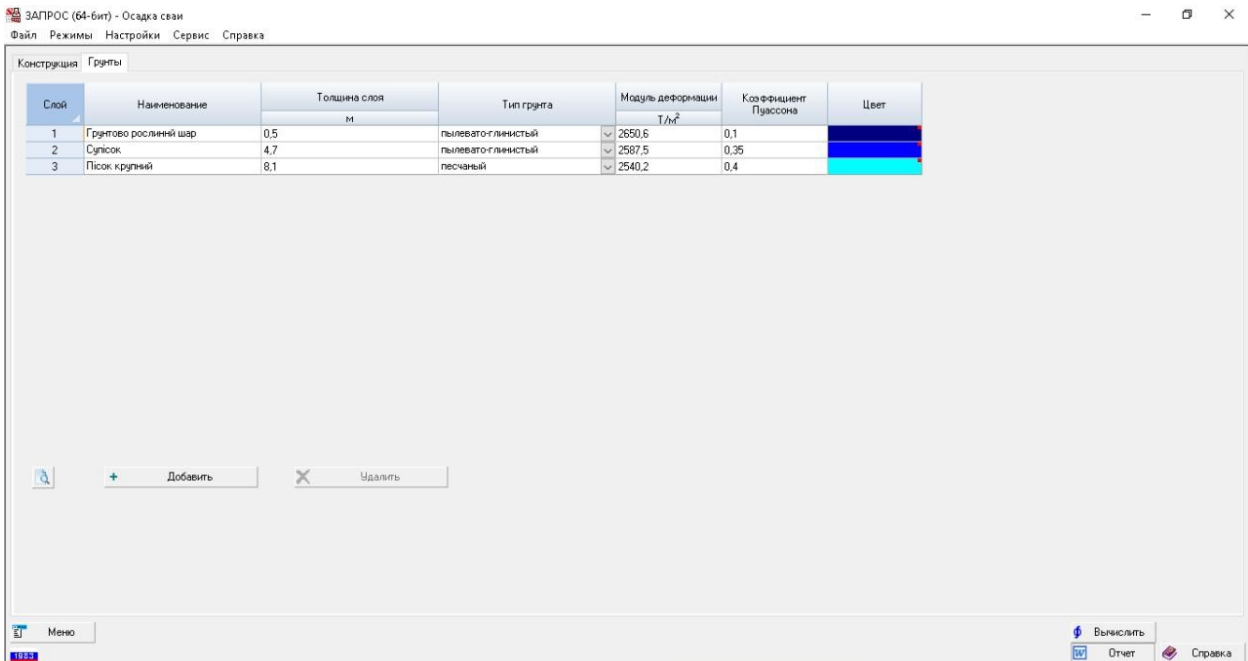 ЗАПРОС (64-бит) - Осадка сваи
Файл Режимы Настройки Сервис Справка
Конструкция Грунты
Слой Наименование Толщина слоя Тип грунта Модуль деформации Коэффициент Пуассона Цвет
м Т/м²
1 Грунтово рослинній шар 0,5 пылевато-глинистый 2650,6 0,1
2 Супісок 4,7 пылевато-глинистый 2587,5 0,35
3 Пісок крупний 8,1 песчаный 2540,2 0,4
+ Добавить Удалить
Меню Вычислить
1983 W Отчет Справка